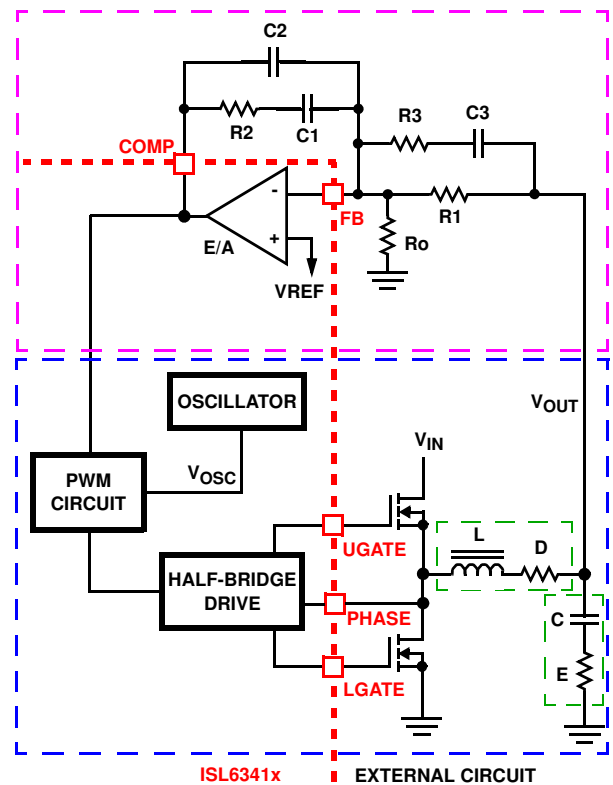 C2
R2
C1
R3
C3
COMP
-
FB
R1
E/A
+
Ro
VREF
OSCILLATOR
VOUT
VIN
PWM
CIRCUIT
VOSC
L
D
UGATE
HALF-BRIDGE
DRIVE
PHASE
C
E
LGATE
ISL6341x
EXTERNAL CIRCUIT